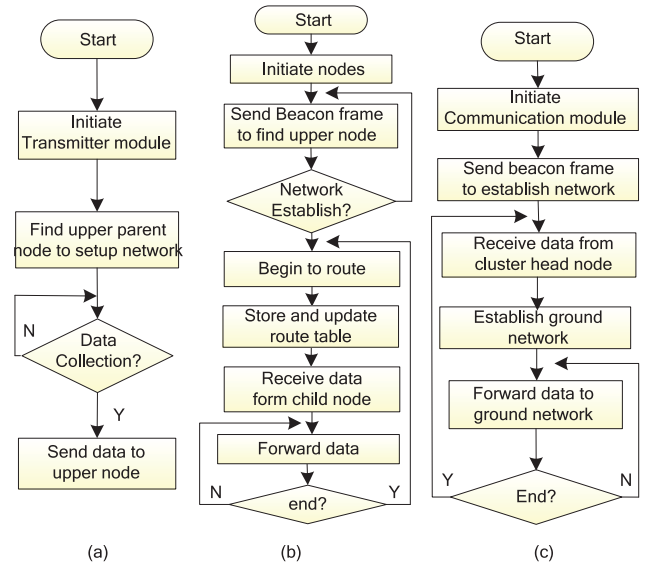 Start
Initiate
Transmitter module
Find upper parent
node to setup network
N
Data
Collection?
Y
Send data to
upper node
(a)
Start
Initiate nodes
Send Beacon frame
to find upper node
Network
Establish?
Begin to route
Store and update
route table
Receive data
form child node
Forward data
N
end?
Y
(b)
Start
Initiate
Communication module
Send beacon frame
to establish network
Receive data from
cluster head node
Establish ground
network
Forward data to
ground network
Y
End?
N
(c)